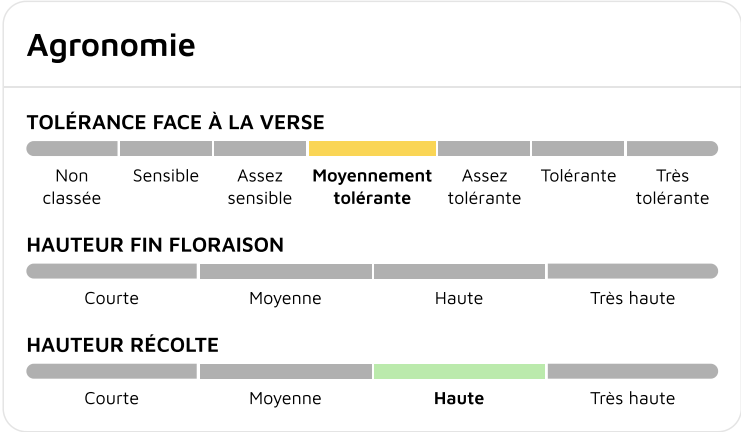 Agronomie
TOLÉRANCE FACE À LA VERSE
Non classée
Sensible
Assez sensible
Moyennement tolérante
Assez tolérante
Tolérante
Très tolérante
HAUTEUR FIN FLORAISON
Courte
Moyenne
Haute
Très haute
HAUTEUR RÉCOLTE
Courte
Moyenne
Haute
Très haute